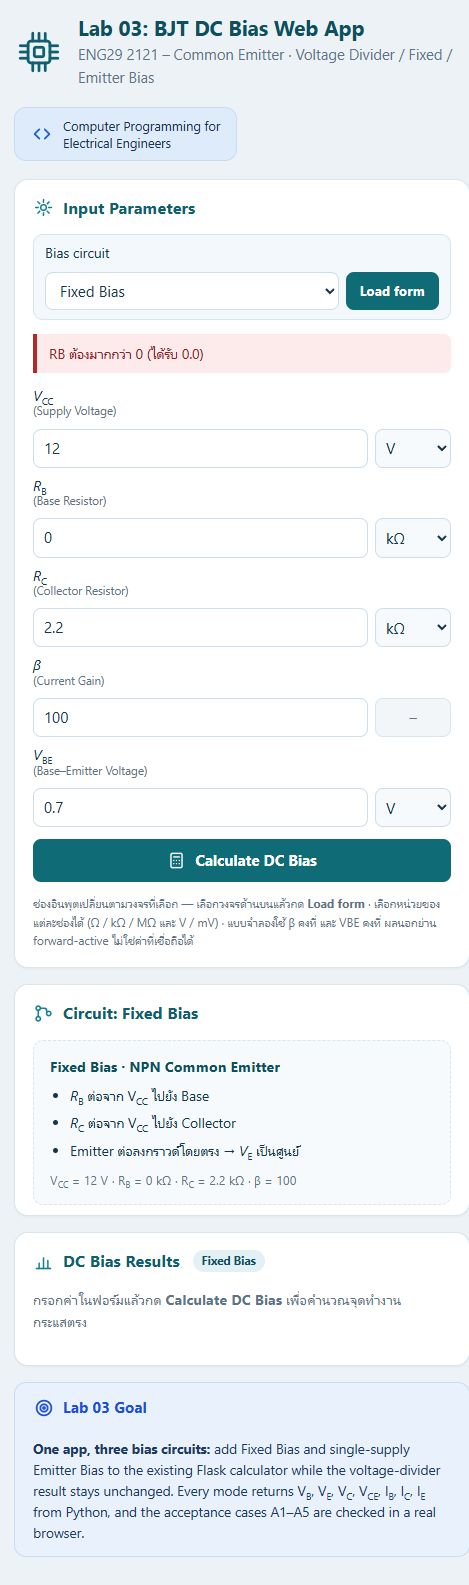 Lab 03: BJT DC Bias Web App
ENG29 2121 – Common Emitter · Voltage Divider / Fixed /
Emitter Bias
Computer Programming for
Electrical Engineers
Input Parameters
Bias circuit
Fixed Bias
Load form
RB ต้องมากกว่า 0 (ได้รับ 0.0)
VCC
(Supply Voltage)
12
V
RB
(Base Resistor)
0
kΩ
RC
(Collector Resistor)
2.2
kΩ
β
(Current Gain)
100
–
VBE
(Base–Emitter Voltage)
0.7
V
Calculate DC Bias
ช่องอินพุตเปลี่ยนตามวงจรที่เลือก — เลือกวงจรด้านบนแล้วกด Load form · เลือกหน่วยของ
แต่ละช่องได้ (Ω / kΩ / MΩ และ V / mV) · แบบจำลองใช้ β คงที่ และ VBE คงที่ ผลนอกย่าน
forward-active ไม่ใช่ค่าที่เชื่อถือได้
Circuit: Fixed Bias
Fixed Bias · NPN Common Emitter
• RB ต่อจาก VCC ไปยัง Base
• RC ต่อจาก VCC ไปยัง Collector
• Emitter ต่อลงกราวด์โดยตรง → VE เป็นศูนย์
VCC = 12 V · RB = 0 kΩ · RC = 2.2 kΩ · β = 100
DC Bias Results
Fixed Bias
กรอกค่าในฟอร์มแล้วกด Calculate DC Bias เพื่อคำนวณจุดทำงาน
กระแสตรง
Lab 03 Goal
One app, three bias circuits: add Fixed Bias and single-supply
Emitter Bias to the existing Flask calculator while the voltage-divider
result stays unchanged. Every mode returns VB, VE, VC, VCE, IB, IC, IE
from Python, and the acceptance cases A1–A5 are checked in a real
browser.